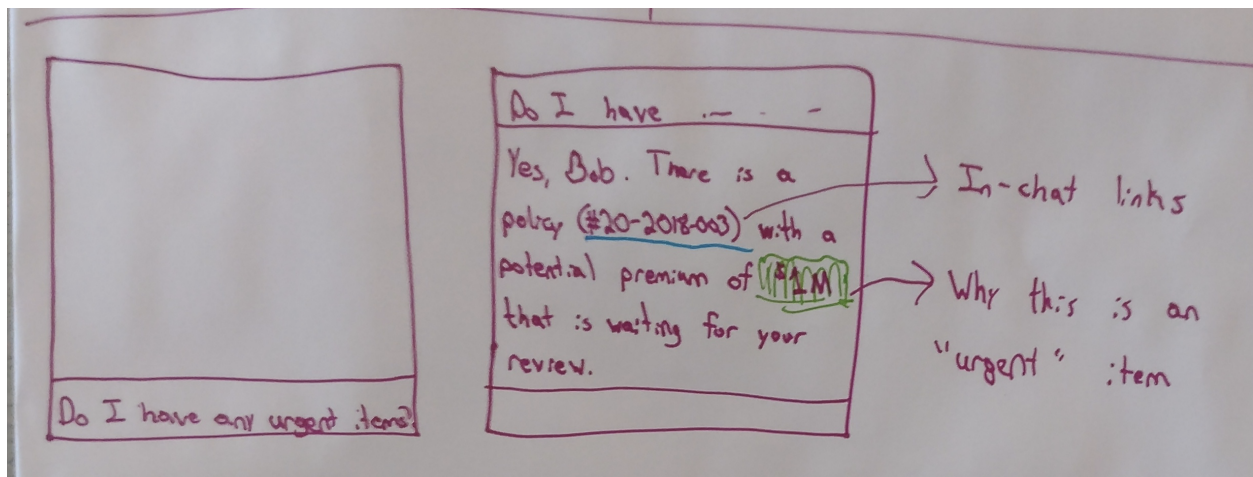 Do I have any urgent items?
Do I have
Yes, Bob. There is a
policy (#20-2018-003) with a
potential premium of $1M
that is waiting for your
review.
In-chat links
Why this is an
"urgent" item